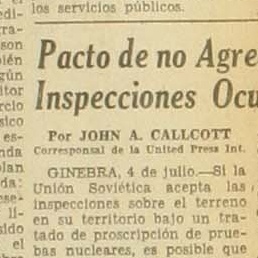 los servicios públicos.
Pacto de no Agre
Inspecciones Ocu
Por JOHN A. CALLCOTT
Corresponsal de la United Press Int.
GINEBRA, 4 de julio.—Si la
Unión Soviética acepta las
inspecciones sobre el terreno
en su territorio bajo un tra-
tado de proscripción de prue-
bas nucleares, es posible que